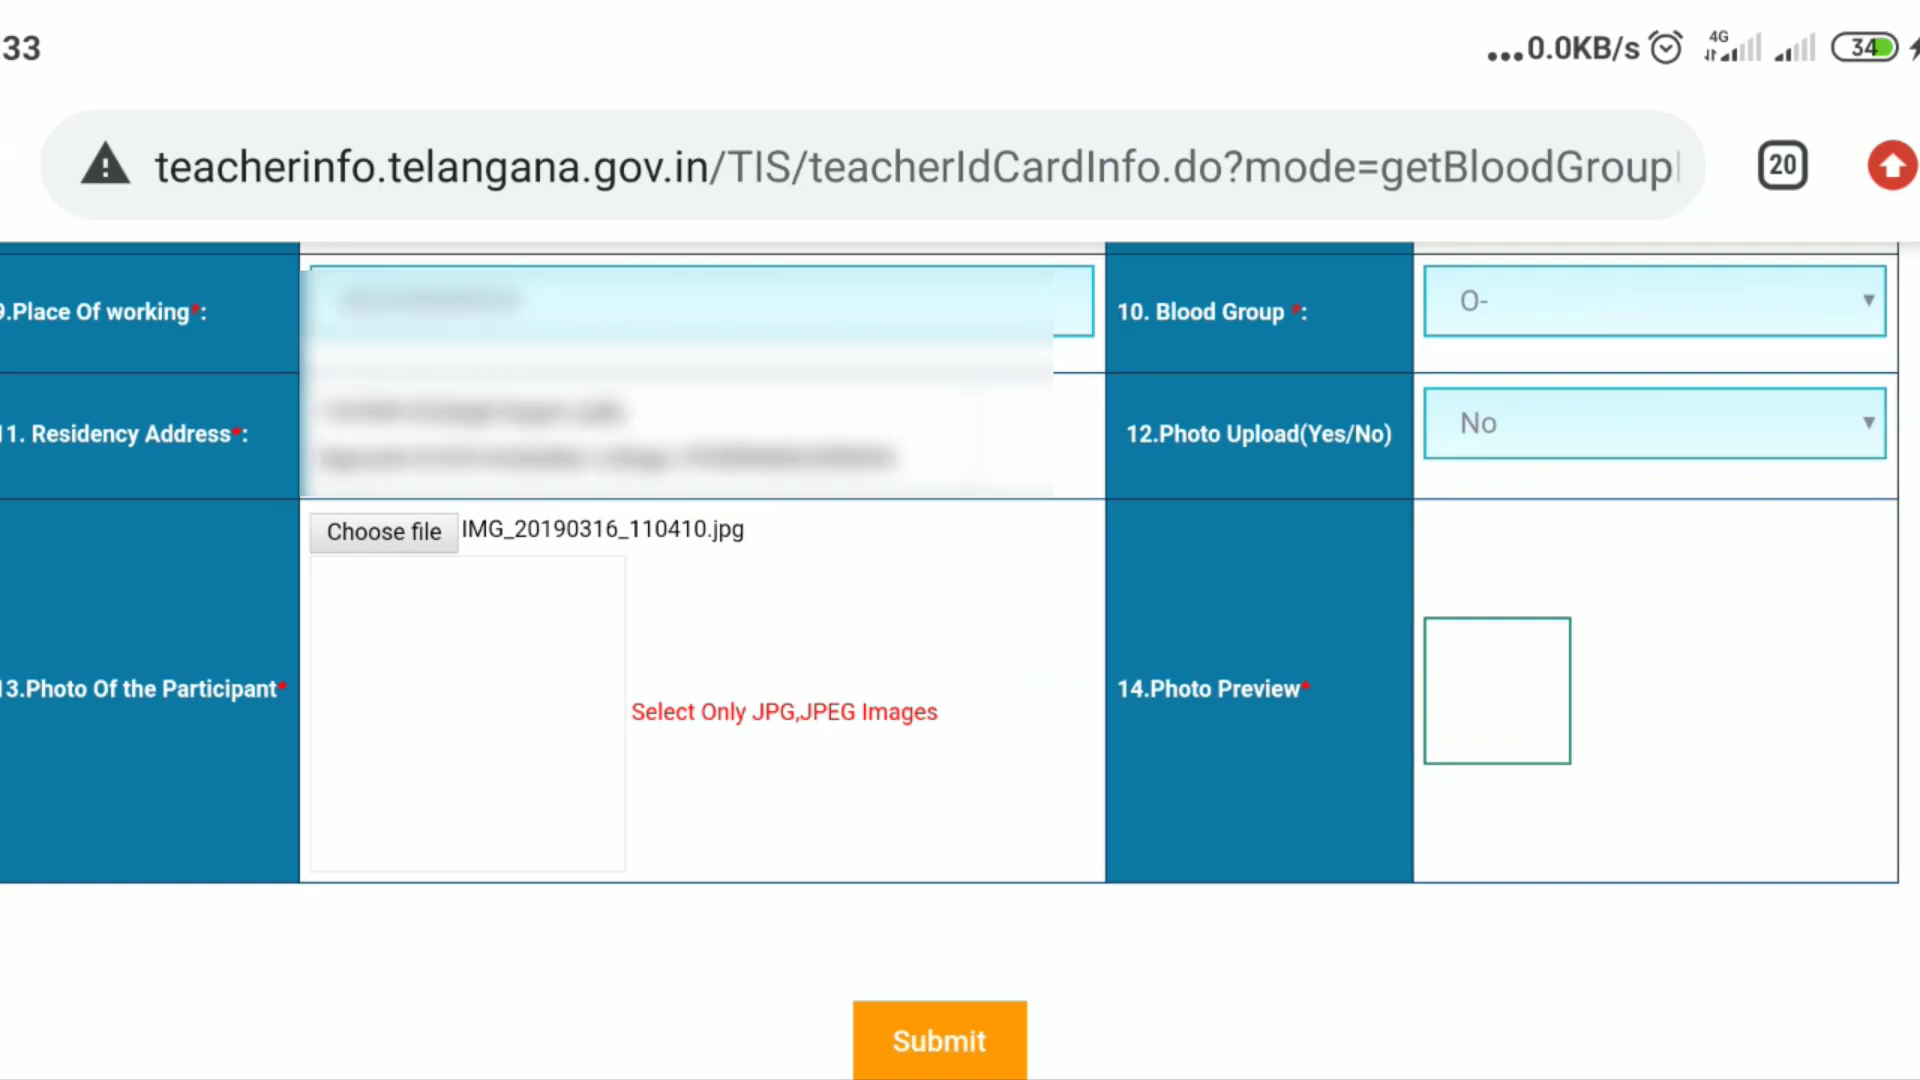 33
...0.0KB/s 4G 34
teacherinfo.telangana.gov.in/TIS/teacherIdCardInfo.do?mode=getBloodGroup
20
9.Place Of working*:
10. Blood Group *:
O-
11. Residency Address*:
12.Photo Upload(Yes/No)
No
Choose file IMG_20190316_110410.jpg
13.Photo Of the Participant*
Select Only JPG,JPEG Images
14.Photo Preview*
Submit